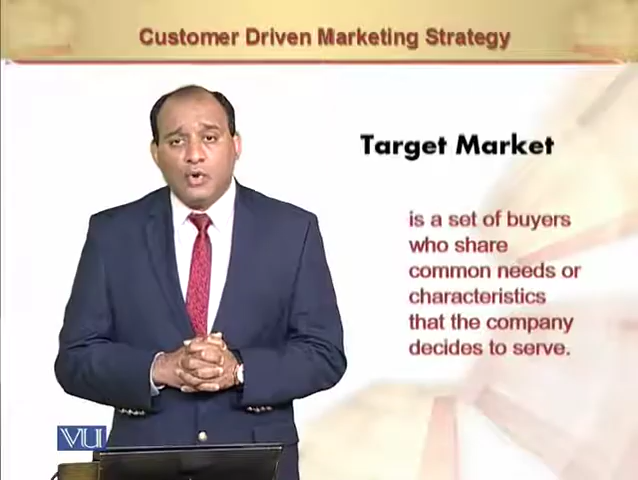 Customer Driven Marketing Strategy
Target Market
is a set of buyers
who share
common needs or
characteristics
that the company
decides to serve.
VU